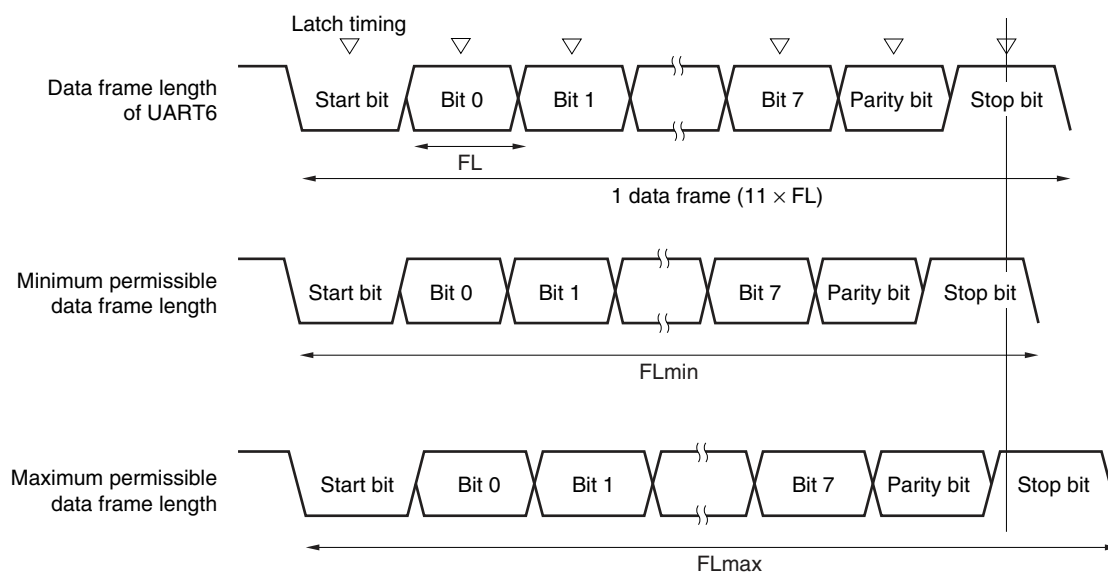 Latch timing
Data frame length
of UART6
Start bit
Bit 0
Bit 1
Bit 7
Parity bit
Stop bit
FL
1 data frame (11 × FL)
Minimum permissible
data frame length
Start bit
Bit 0
Bit 1
Bit 7
Parity bit
Stop bit
FLmin
Maximum permissible
data frame length
Start bit
Bit 0
Bit 1
Bit 7
Parity bit
Stop bit
FLmax